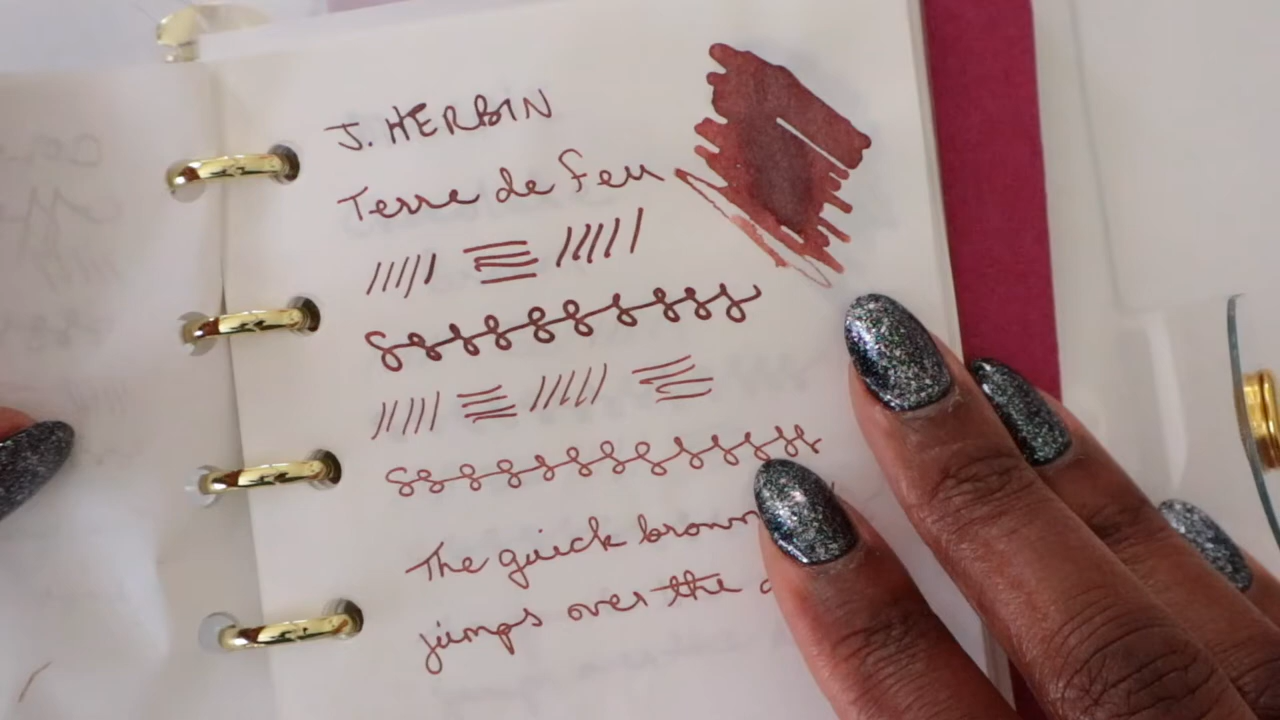 J. HERBIN
Terre de feu
The quick brown
jumps over the